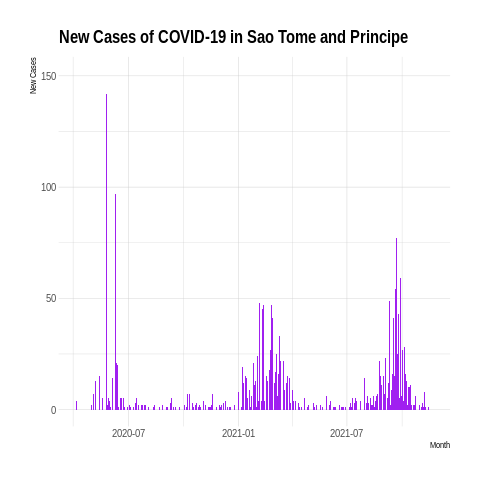 New Cases of COVID-19 in Sao Tome and Principe
New Cases
150
100
50
0
2020-07
2021-01
2021-07
Month